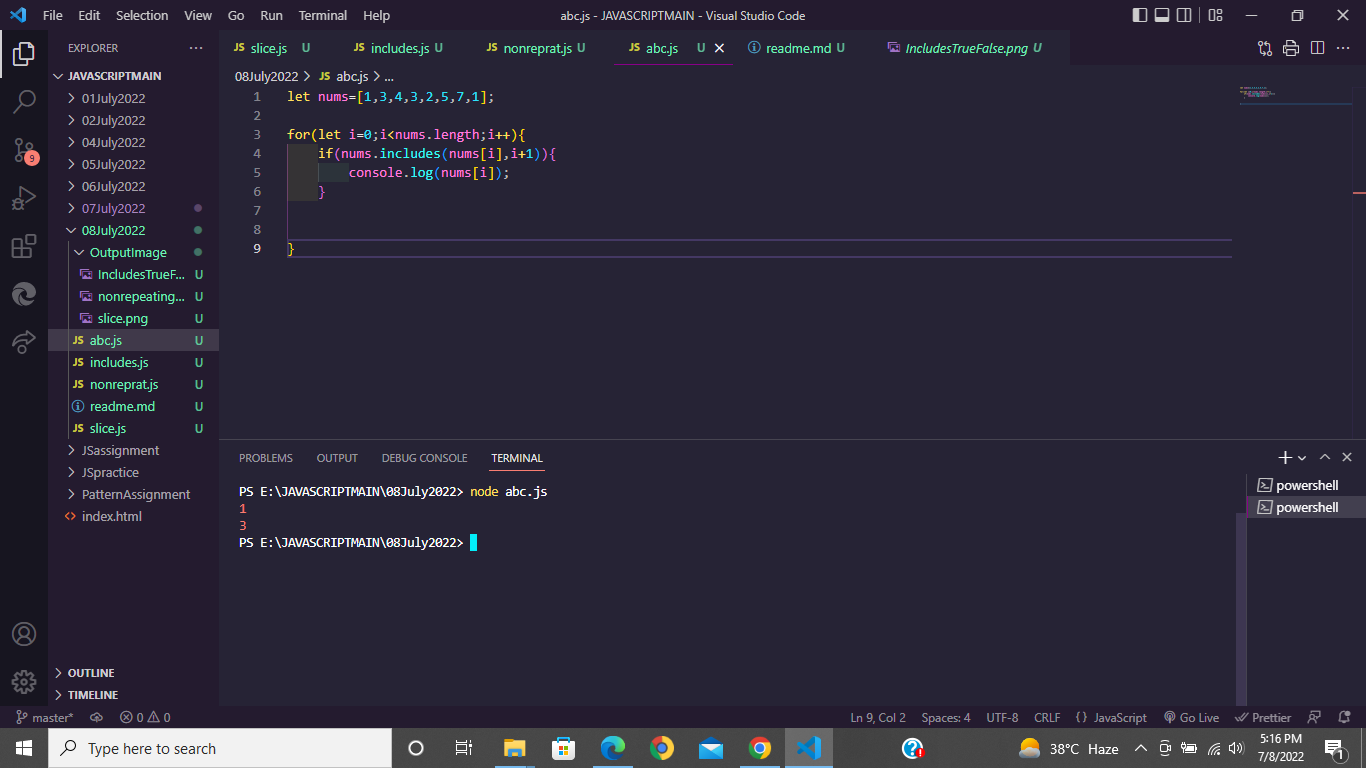 File Edit Selection View Go Run Terminal Help abc.js - JAVASCRIPTMAIN - Visual Studio Code
EXPLORER
JAVASCRIPTMAIN
01July2022
02July2022
04July2022
05July2022
06July2022
07July2022
08July2022
OutputImage
IncludesTrueF... U
nonrepeating... U
slice.png U
JS abc.js U
JS includes.js U
JS nonreprat.js U
readme.md U
JS slice.js U
JSassignment
JSpractice
PatternAssignment
index.html
OUTLINE
TIMELINE
9
JS slice.js U JS includes.js U JS nonreprat.js U JS abc.js U readme.md U IncludesTrueFalse.png U
08July2022 > JS abc.js > ...
1 let nums=[1,3,4,3,2,5,7,1];
2
3 for(let i=0;i<nums.length;i++){
4 if(nums.includes(nums[i],i+1)){
5 console.log(nums[i]);
6 }
7
8
9 }
PROBLEMS OUTPUT DEBUG CONSOLE TERMINAL
PS E:\JAVASCRIPTMAIN\08July2022> node abc.js
1
3
PS E:\JAVASCRIPTMAIN\08July2022>
powershell
powershell
master* 0 0 Ln 9, Col 2 Spaces: 4 UTF-8 CRLF {} JavaScript Go Live Prettier
Type here to search 38°C Haze 5:16 PM
7/8/2022
1